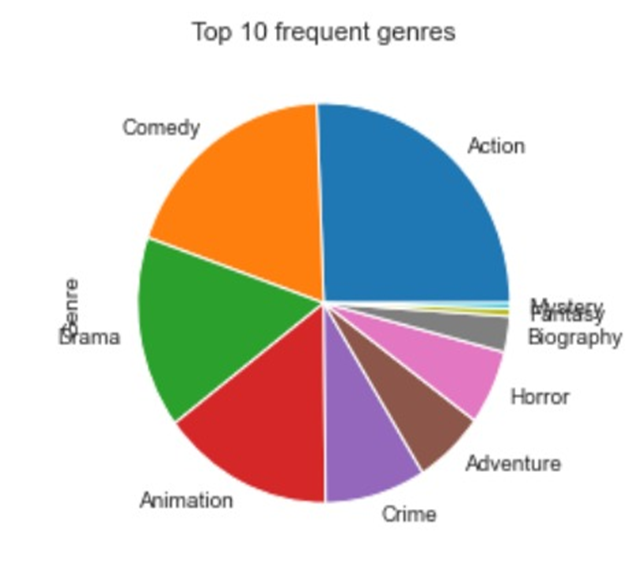 Top 10 frequent genres
Comedy
Action
genre
Mystery
Fantasy
Drama
Biography
Horror
Adventure
Animation
Crime